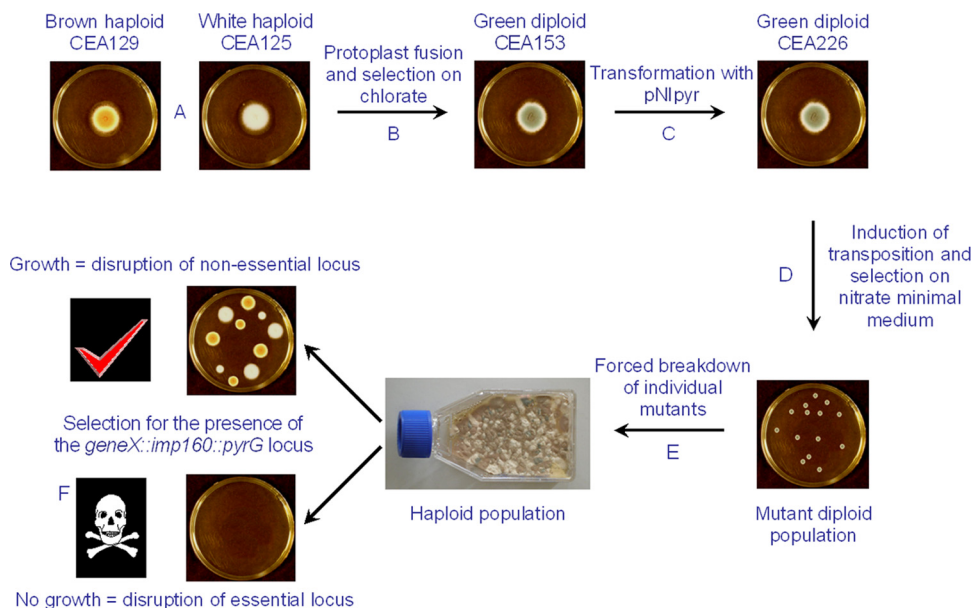 Brown haploid
CEA129
White haploid
CEA125
A
Protoplast fusion
and selection on
chlorate
B
Green diploid
CEA153
Transformation with
pNIpyr
C
Green diploid
CEA226
D
Induction of
transposition and
selection on
nitrate minimal
medium
Mutant diploid
population
Forced breakdown
of individual
mutants
E
Haploid population
Growth = disruption of non-essential locus
Selection for the presence of
the geneX::imp160::pyrG locus
F
No growth = disruption of essential locus